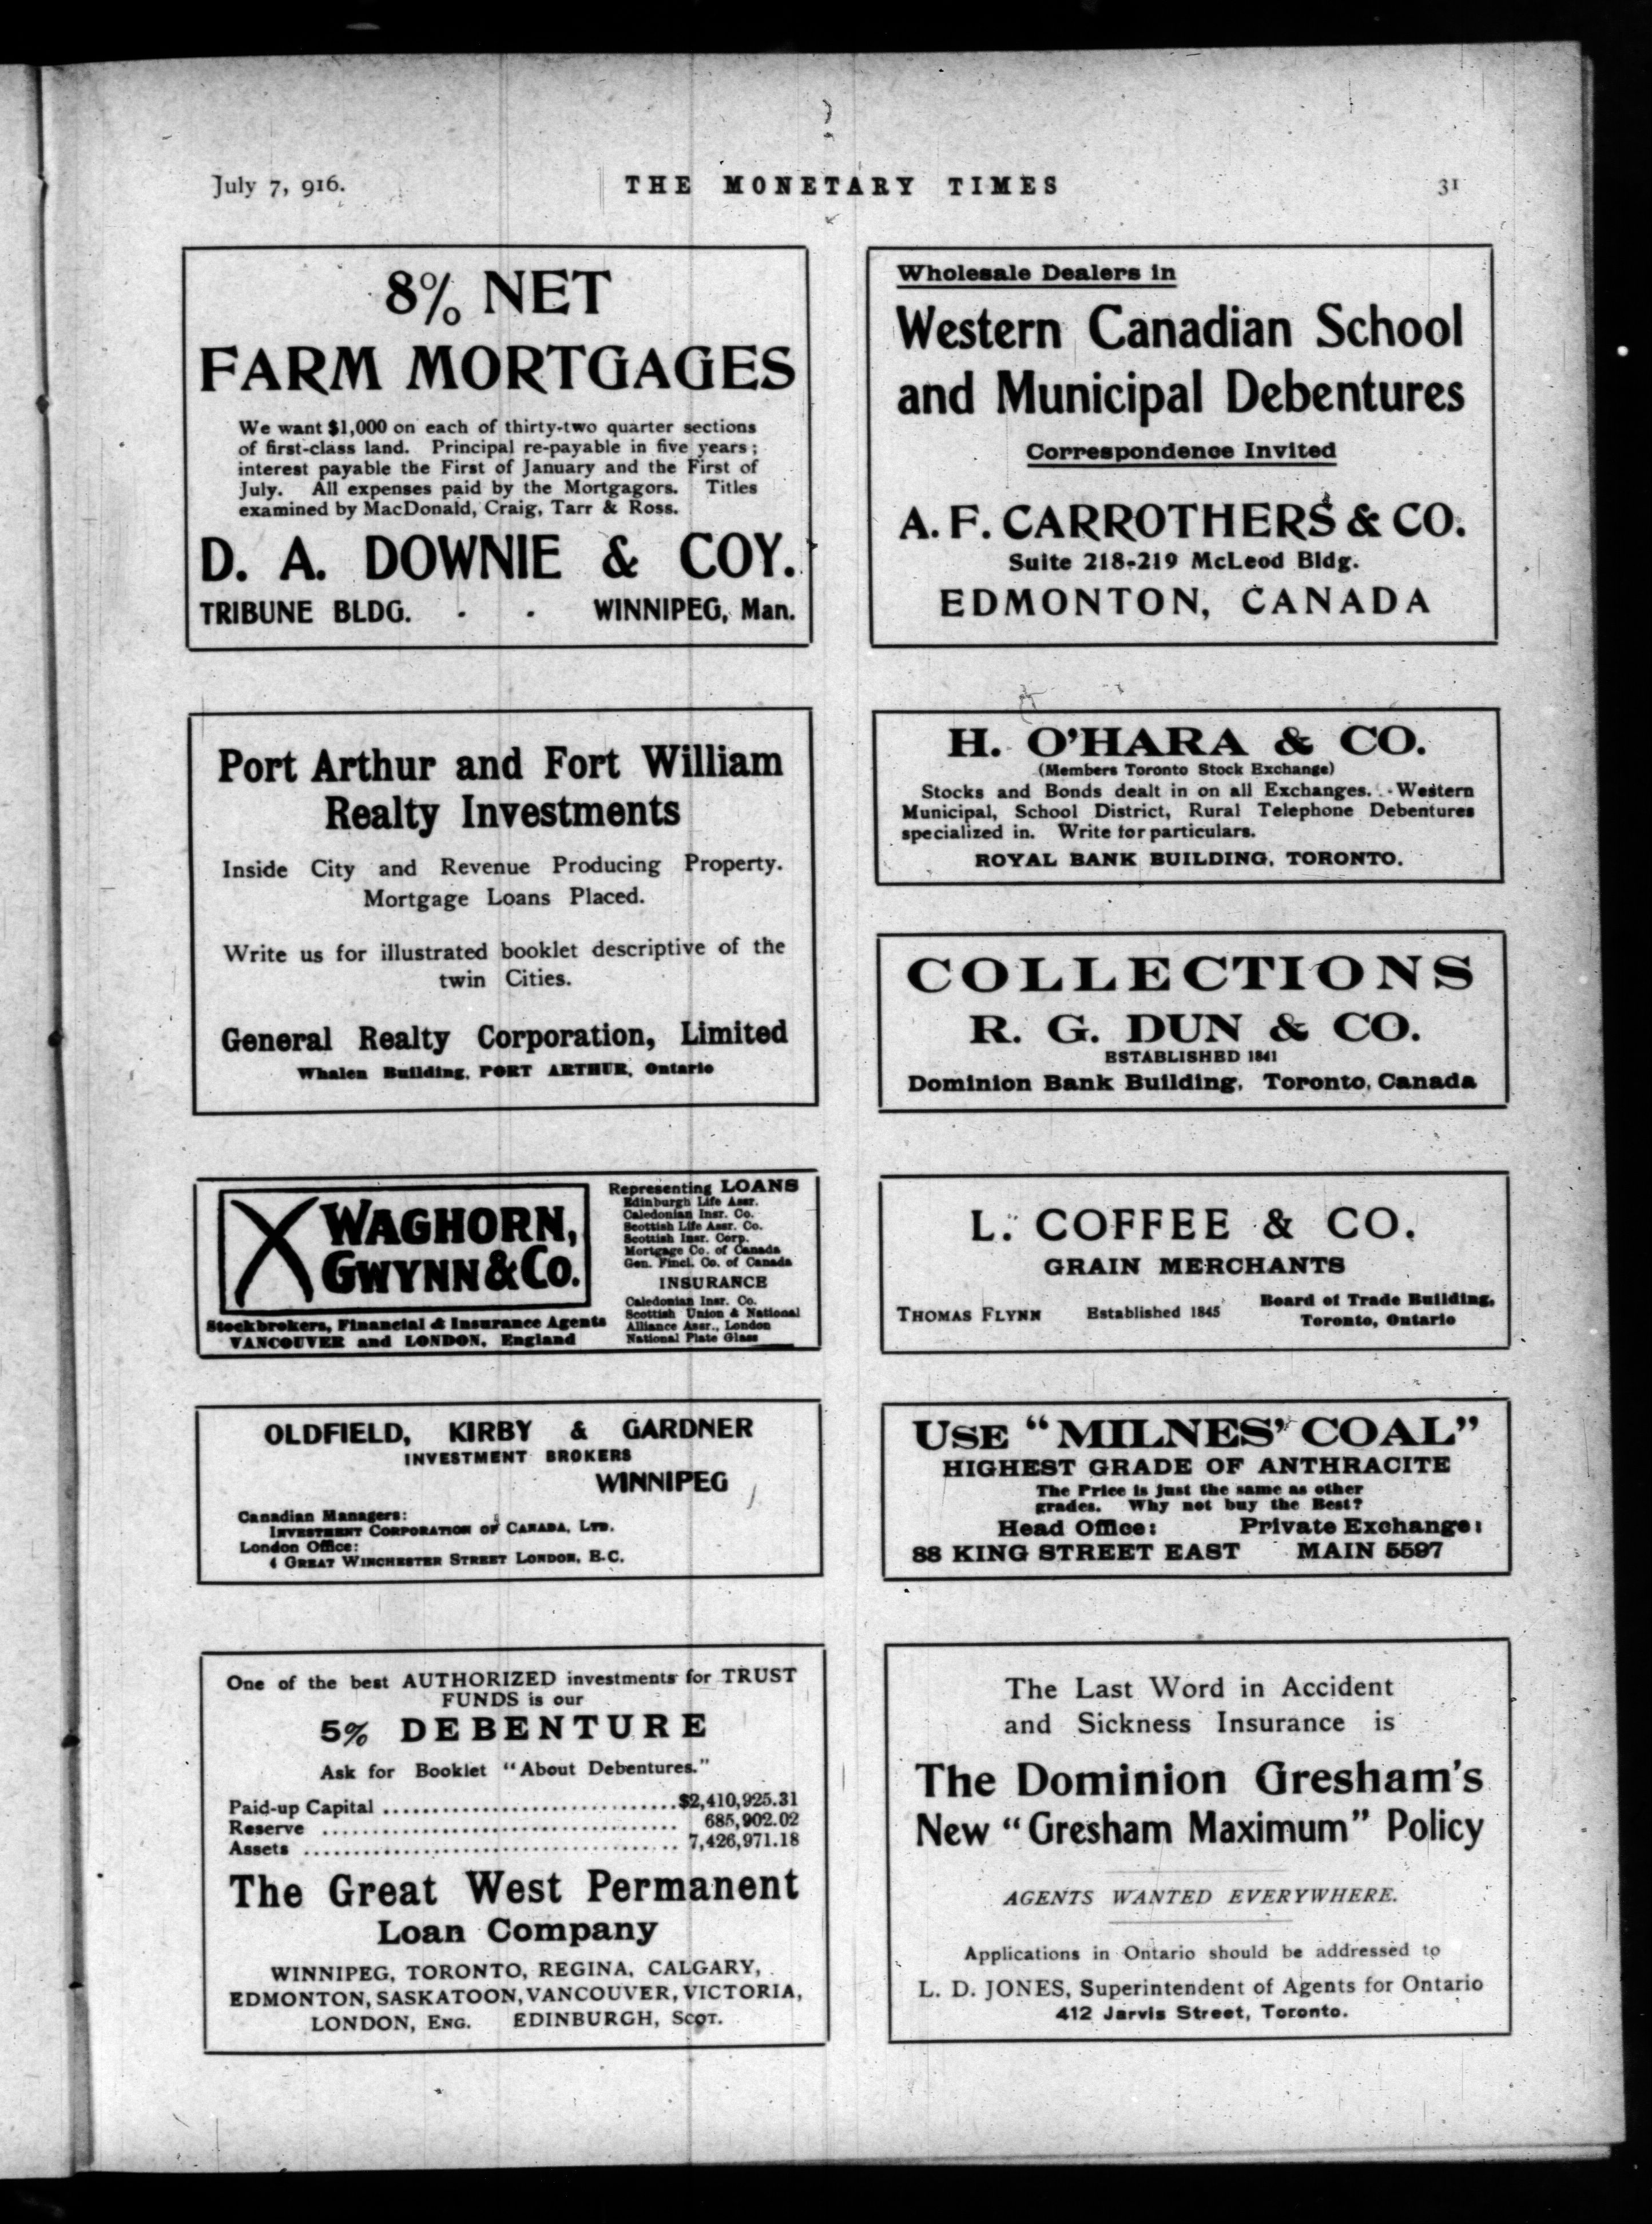 July 7, 916.
THE MONETARY TIMES
31
8% NET
FARM MORTGAGES
We want $1,000 on each of thirty-two quarter sections
of first-class land. Principal re-payable in five years;
interest payable the First of January and the First of
July. All expenses paid by the Mortgagors. Titles
examined by MacDonald, Craig, Tarr & Ross.
D. A. DOWNIE & COY.
TRIBUNE BLDG. - - WINNIPEG, Man.
Port Arthur and Fort William
Realty Investments
Inside City and Revenue Producing Property.
Mortgage Loans Placed.
Write us for illustrated booklet descriptive of the
twin Cities.
General Realty Corporation, Limited
Whalen Building, PORT ARTHUR, Ontario
WAGHORN,
GWYNN & Co.
Stockbrokers, Financial & Insurance Agents
VANCOUVER and LONDON, England
Representing LOANS
Edinburgh Life Assr.
Caledonian Insr. Co.
Scottish Life Assr. Co.
Scottish Insr. Corp.
Mortgage Co. of Canada
Gen. Fincl. Co. of Canada
INSURANCE
Caledonian Insr. Co.
Scottish Union & National
Alliance Assr., London
National Plate Glass
OLDFIELD, KIRBY & GARDNER
INVESTMENT BROKERS
WINNIPEG
Canadian Managers:
INVESTMENT CORPORATION OF CANADA, LTD.
London Office:
4 GREAT WINCHESTER STREET LONDON, E.C.
One of the best AUTHORIZED investments for TRUST
FUNDS is our
5% DEBENTURE
Ask for Booklet "About Debentures."
Paid-up Capital ..............................$2,410,925.31
Reserve .................................... 685,902.02
Assets ...................................... 7,426,971.18
The Great West Permanent
Loan Company
WINNIPEG, TORONTO, REGINA, CALGARY,
EDMONTON, SASKATOON, VANCOUVER, VICTORIA,
LONDON, ENG. EDINBURGH, SCOT.
Wholesale Dealers in
Western Canadian School
and Municipal Debentures
Correspondence Invited
A. F. CARROTHERS & CO.
Suite 218-219 McLeod Bldg.
EDMONTON, CANADA
H. O'HARA & CO.
(Members Toronto Stock Exchange)
Stocks and Bonds dealt in on all Exchanges. Western
Municipal, School District, Rural Telephone Debentures
specialized in. Write for particulars.
ROYAL BANK BUILDING, TORONTO.
COLLECTIONS
R. G. DUN & CO.
ESTABLISHED 1841
Dominion Bank Building, Toronto, Canada
L. COFFEE & CO.
GRAIN MERCHANTS
THOMAS FLYNN Established 1845 Board of Trade Building,
Toronto, Ontario
USE "MILNES' COAL"
HIGHEST GRADE OF ANTHRACITE
The Price is just the same as other
grades. Why not buy the Best?
Head Office: Private Exchange:
88 KING STREET EAST MAIN 5597
The Last Word in Accident
and Sickness Insurance is
The Dominion Gresham's
New "Gresham Maximum" Policy
AGENTS WANTED EVERYWHERE.
Applications in Ontario should be addressed to
L. D. JONES, Superintendent of Agents for Ontario
412 Jarvis Street, Toronto.